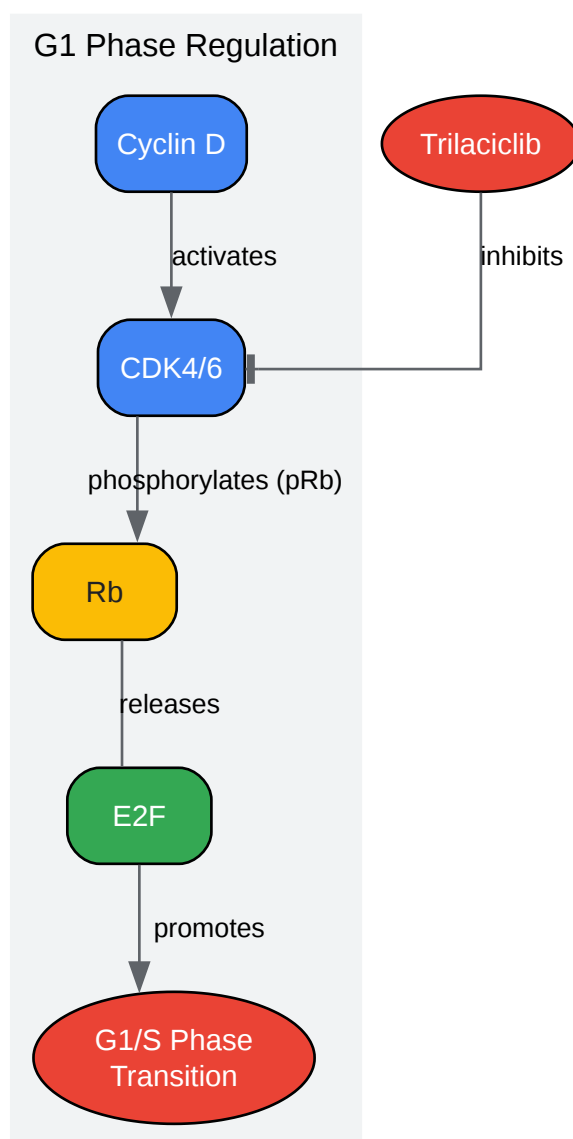 G1 Phase Regulation
Cyclin D
Trilaciclib
activates
inhibits
CDK4/6
phosphorylates (pRb)
Rb
releases
E2F
promotes
G1/S Phase
Transition